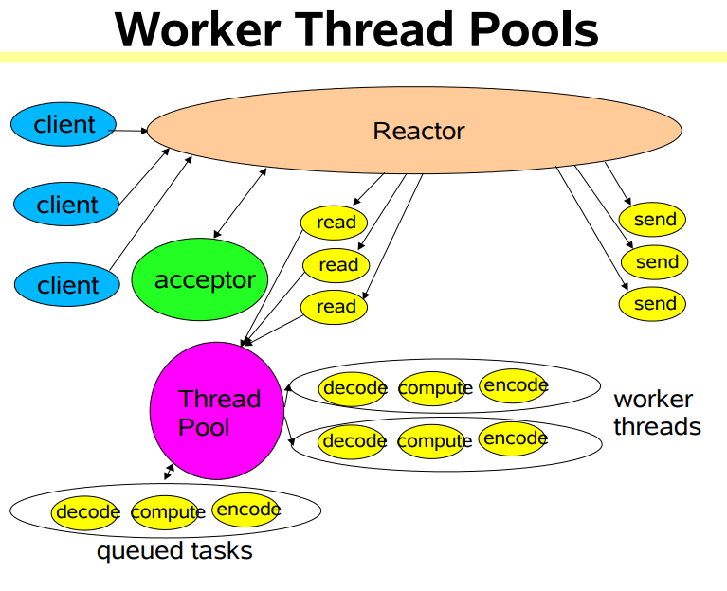 Worker Thread Pools
client
Reactor
client
client
acceptor
read
read
read
send
send
send
Thread
Pool
decode compute encode
decode compute encode
worker
threads
decode compute encode
queued tasks